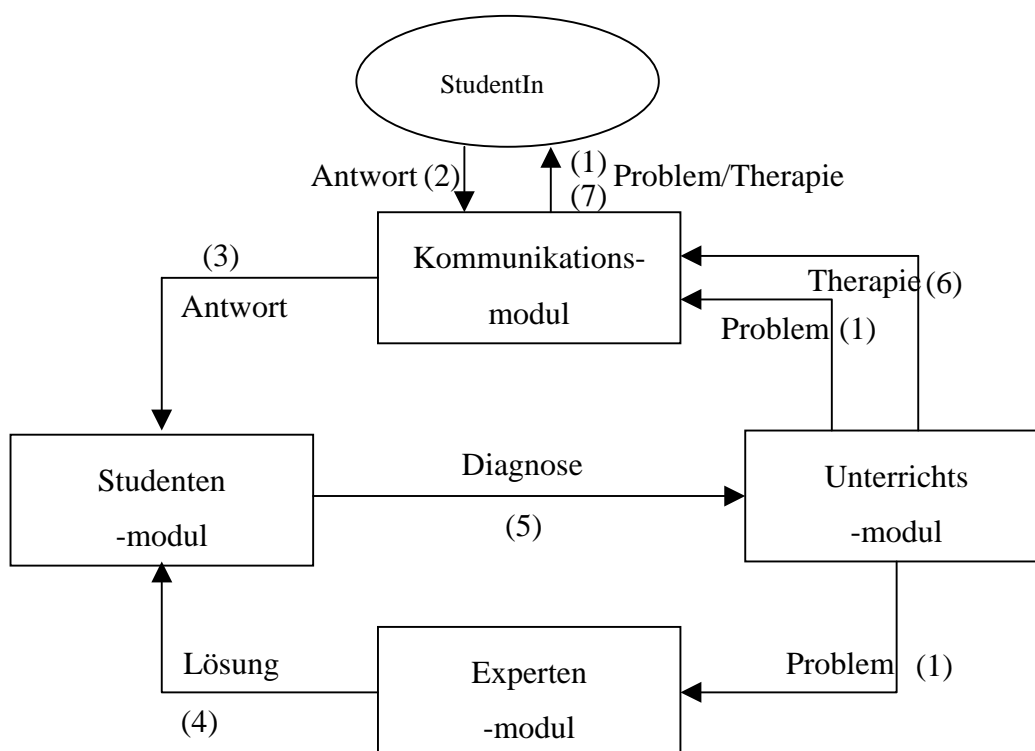 StudentIn
Antwort (2)
(1)
(7)
Problem/Therapie
(3)
Antwort
Kommunikations-
modul
Therapie (6)
Problem (1)
Studenten
-modul
Diagnose
(5)
Unterrichts
-modul
Lösung
(4)
Experten
-modul
Problem (1)